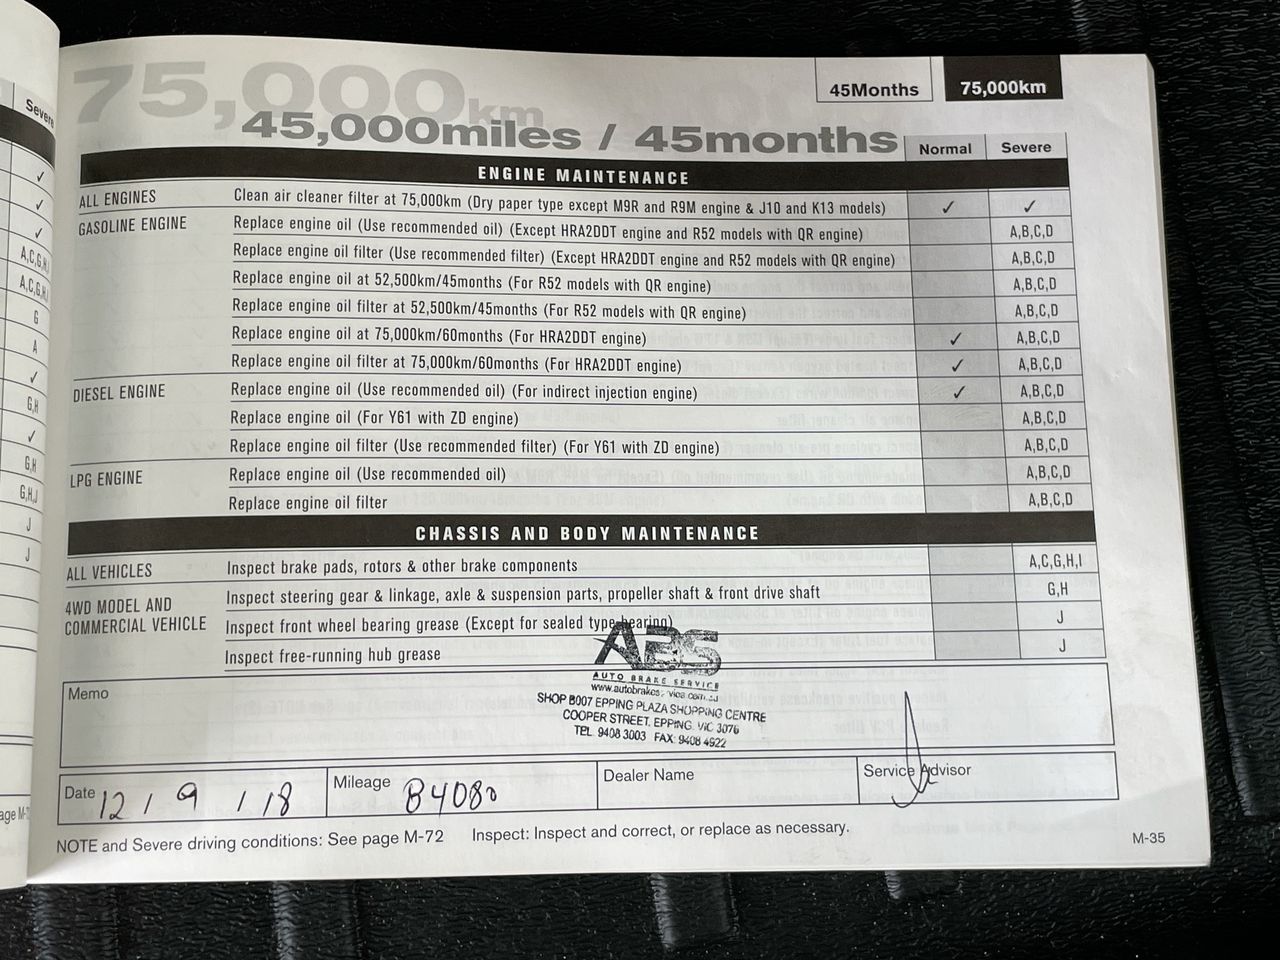 Severe
✓
✓
✓
A,C,G,H,I
A,C,G,H,
G
A
✓
G,H
✓
G,H
G,H,J
J
J
age M-7
75,000km
45,000miles / 45months
45Months
75,000km
Normal Severe
ENGINE MAINTENANCE
ALL ENGINES Clean air cleaner filter at 75,000km (Dry paper type except M9R and R9M engine & J10 and K13 models) ✓ ✓
GASOLINE ENGINE Replace engine oil (Use recommended oil) (Except HRA2DDT engine and R52 models with QR engine) A,B,C,D
Replace engine oil filter (Use recommended filter) (Except HRA2DDT engine and R52 models with QR engine) A,B,C,D
Replace engine oil at 52,500km/45months (For R52 models with QR engine) A,B,C,D
Replace engine oil filter at 52,500km/45months (For R52 models with QR engine) A,B,C,D
Replace engine oil at 75,000km/60months (For HRA2DDT engine) ✓ A,B,C,D
Replace engine oil filter at 75,000km/60months (For HRA2DDT engine) ✓ A,B,C,D
DIESEL ENGINE Replace engine oil (Use recommended oil) (For indirect injection engine) ✓ A,B,C,D
Replace engine oil (For Y61 with ZD engine) A,B,C,D
Replace engine oil filter (Use recommended filter) (For Y61 with ZD engine) A,B,C,D
LPG ENGINE Replace engine oil (Use recommended oil) A,B,C,D
Replace engine oil filter A,B,C,D
CHASSIS AND BODY MAINTENANCE
ALL VEHICLES Inspect brake pads, rotors & other brake components A,C,G,H,I
4WD MODEL AND COMMERCIAL VEHICLE Inspect steering gear & linkage, axle & suspension parts, propeller shaft & front drive shaft G,H
Inspect front wheel bearing grease (Except for sealed type bearing) J
Inspect free-running hub grease J
Memo
ABS
AUTO BRAKE SERVICE
www.autobrakeservice.com.au
SHOP B007 EPPING PLAZA SHOPPING CENTRE
COOPER STREET, EPPING. VIC 3076
TEL 9408 3003 FAX: 9408 4922
Date 12 / 9 / 18 Mileage 84080 Dealer Name Service Advisor
NOTE and Severe driving conditions: See page M-72 Inspect: Inspect and correct, or replace as necessary.
M-35